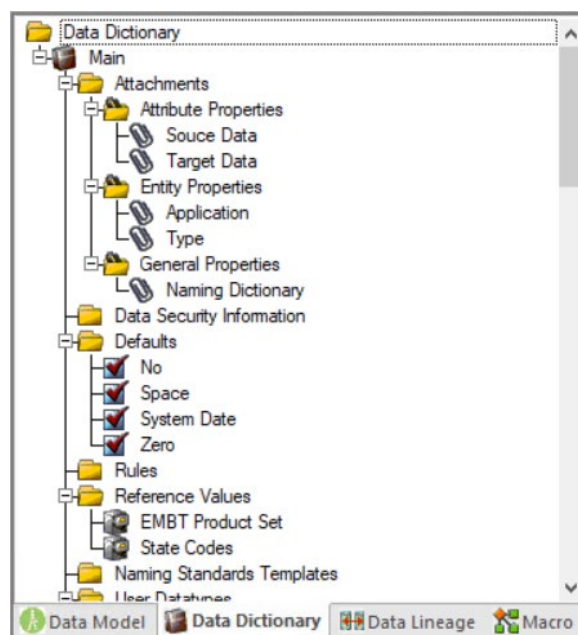 Data Dictionary
Main
Attachments
Attribute Properties
Souce Data
Target Data
Entity Properties
Application
Type
General Properties
Naming Dictionary
Data Security Information
Defaults
No
Space
System Date
Zero
Rules
Reference Values
EMBT Product Set
State Codes
Naming Standards Templates
User Datatypes
Data Model Data Dictionary Data Lineage Macro